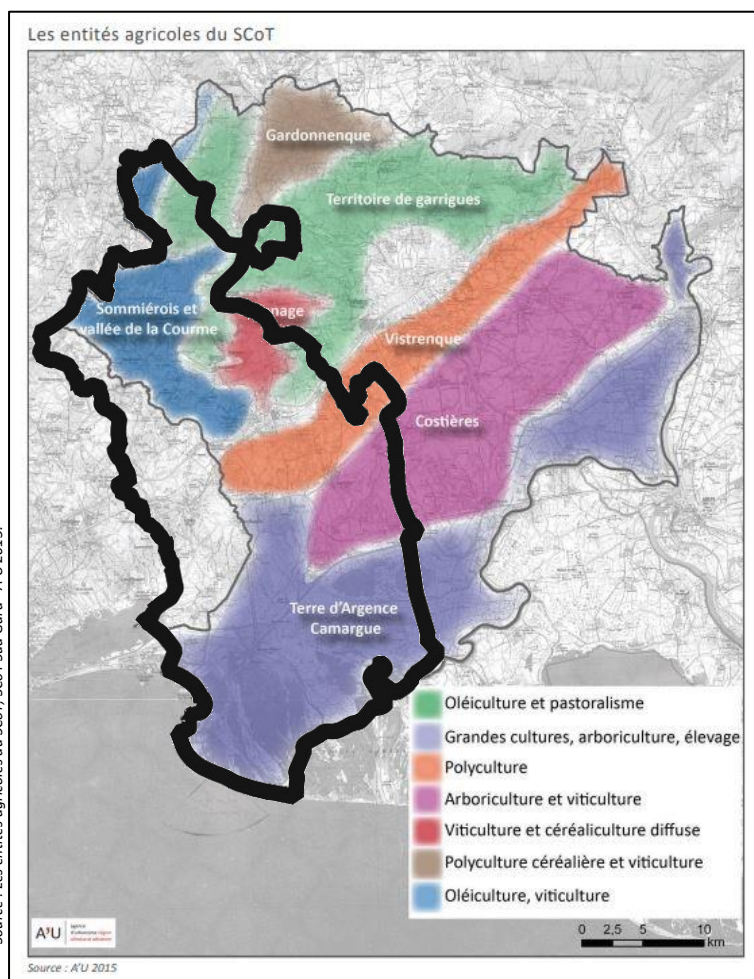 Les entités agricoles du SCoT
Gardonnenque
Territoire de garrigues
Sommiérois et
vallée de la Courme
nage
Vistrenque
Costières
Terre d'Argence
Camargue
Oléiculture et pastoralisme
Grandes cultures, arboriculture, élevage
Polyculture
Arboriculture et viticulture
Viticulture et céréaliculture diffuse
Polyculture céréalière et viticulture
Oléiculture, viticulture
0 2,5 5 10
km
A'U
Source : A'U 2015